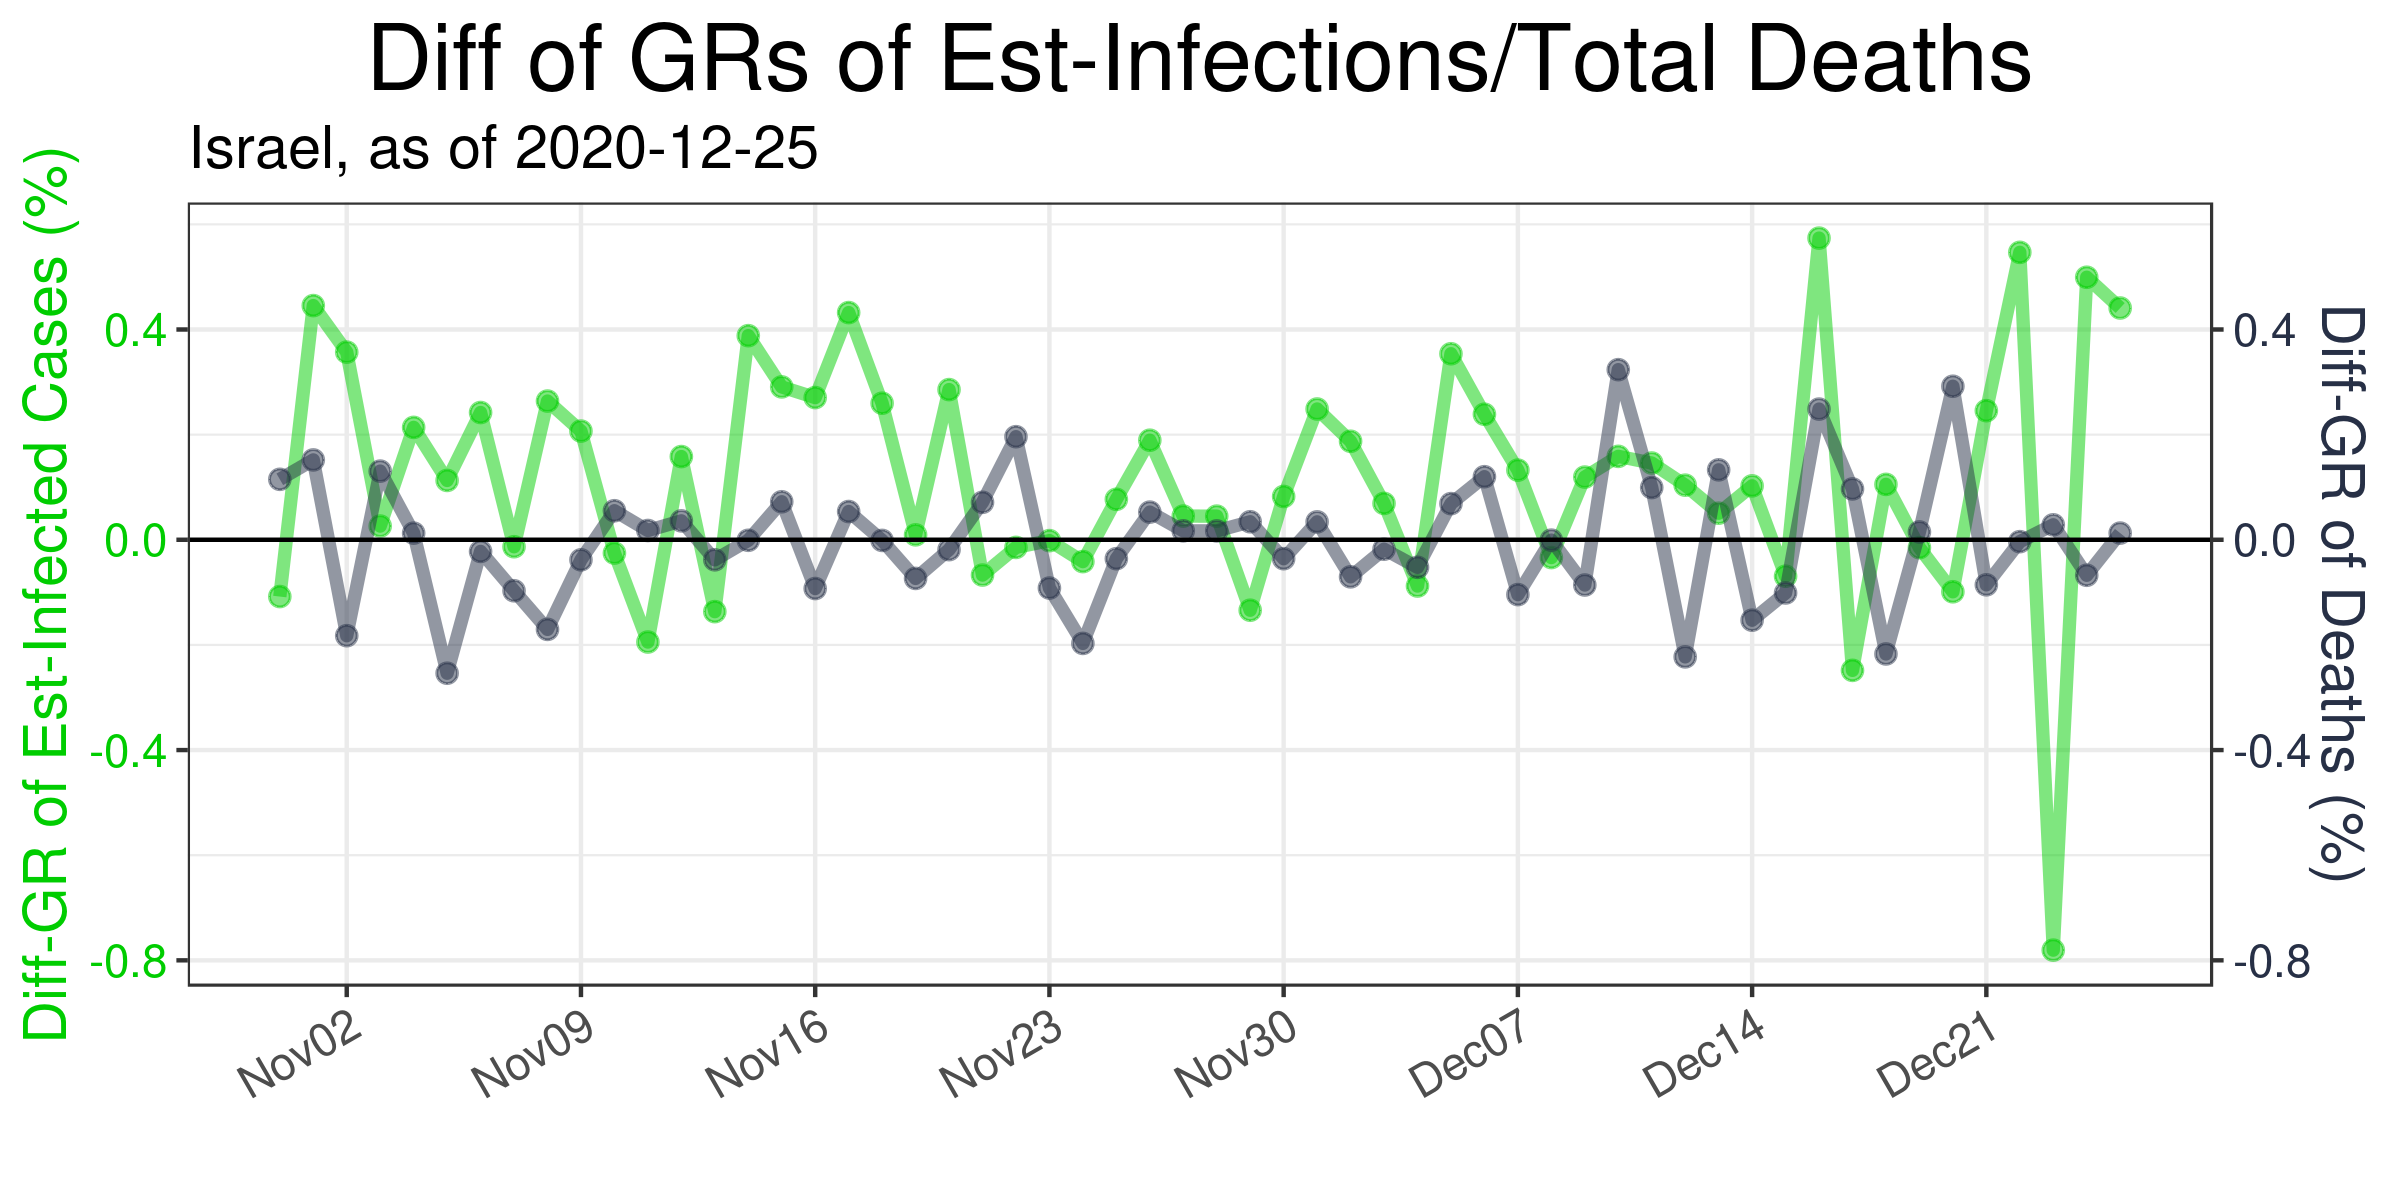 Diff of GRs of Est-Infections/Total Deaths
Israel, as of 2020-12-25
Diff-GR of Est-Infected Cases (%)
0.4
0.0
-0.4
-0.8
0.4
0.0
-0.4
-0.8
Diff-GR of Deaths (%)
Nov02
Nov09
Nov16
Nov23
Nov30
Dec07
Dec14
Dec21